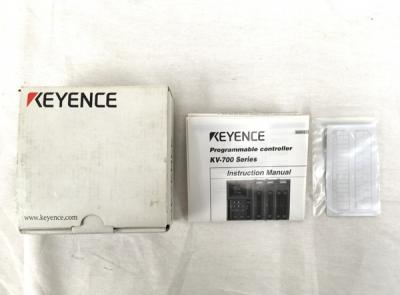 KEYENCE
www.keyence.com
KEYENCE
Programmable controller
KV-700 Series
Instruction Manual